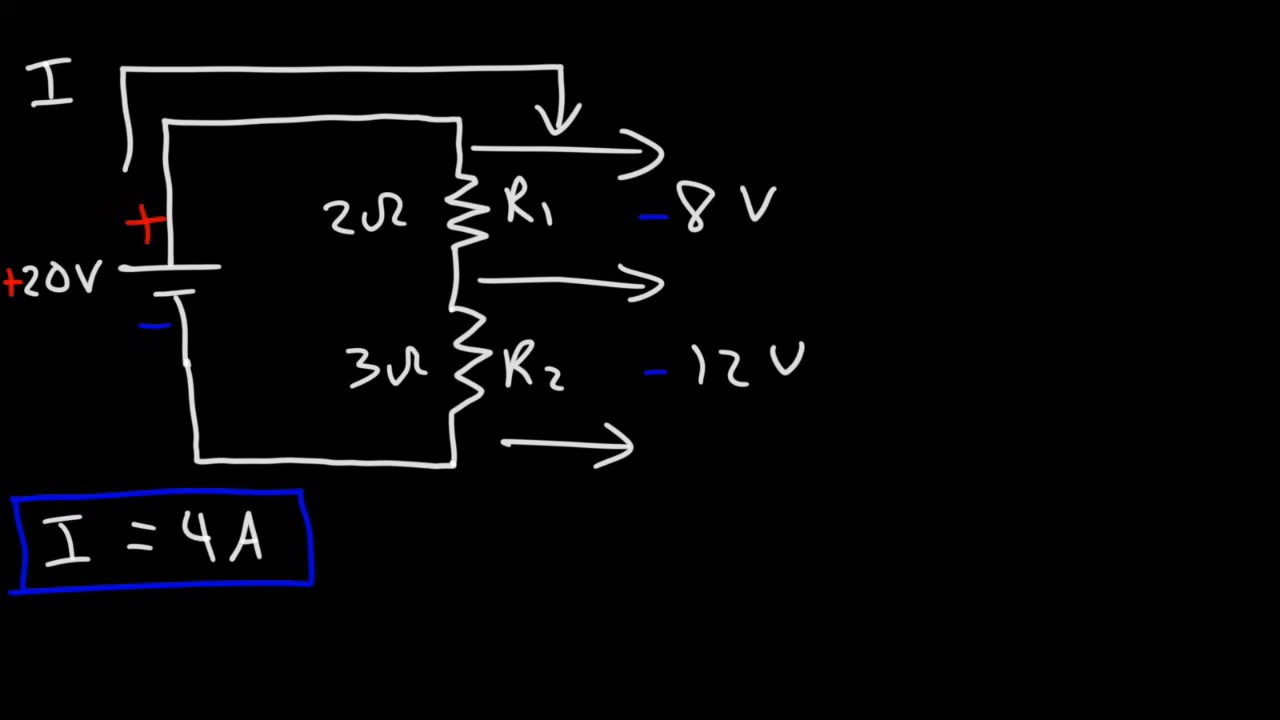 I
2Ω R1 - 8 V
+
+20V
-
3Ω R2 - 12 V
I = 4A